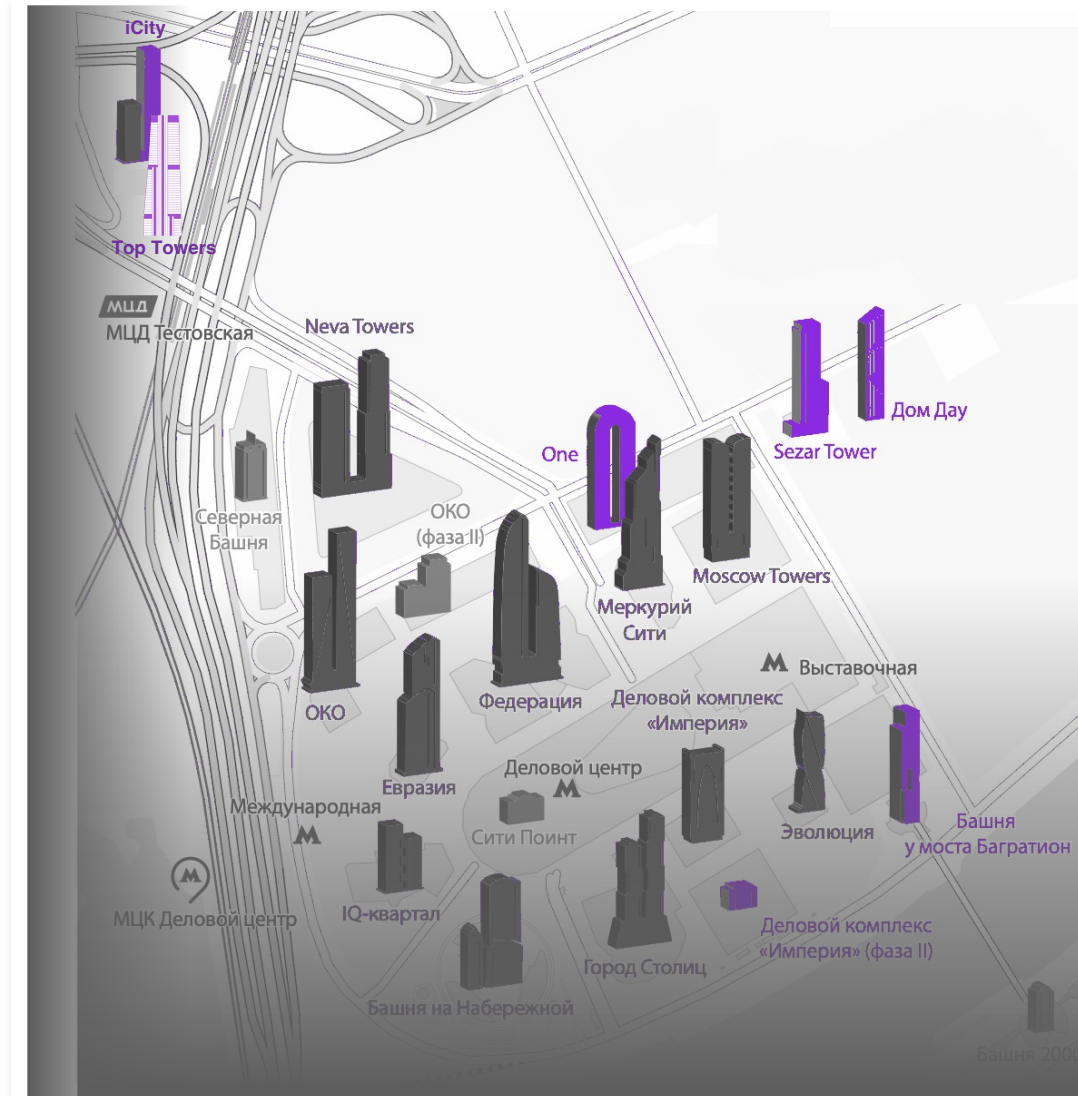 iCity
Top Towers
МЦД
МЦД Тестовская
Neva Towers
Дом Дау
Sezar Tower
One
Северная
Башня
ОКО
(фаза II)
Moscow Towers
Меркурий
Сити
Выставочная
ОКО
Федерация
Деловой комплекс
«Империя»
Деловой центр
Евразия
Международная
Сити Поинт
Эволюция
Башня
у моста Багратион
МЦК Деловой центр
IQ-квартал
Деловой комплекс
«Империя» (фаза II)
Город Столиц
Башня на Набережной
Башня 2000